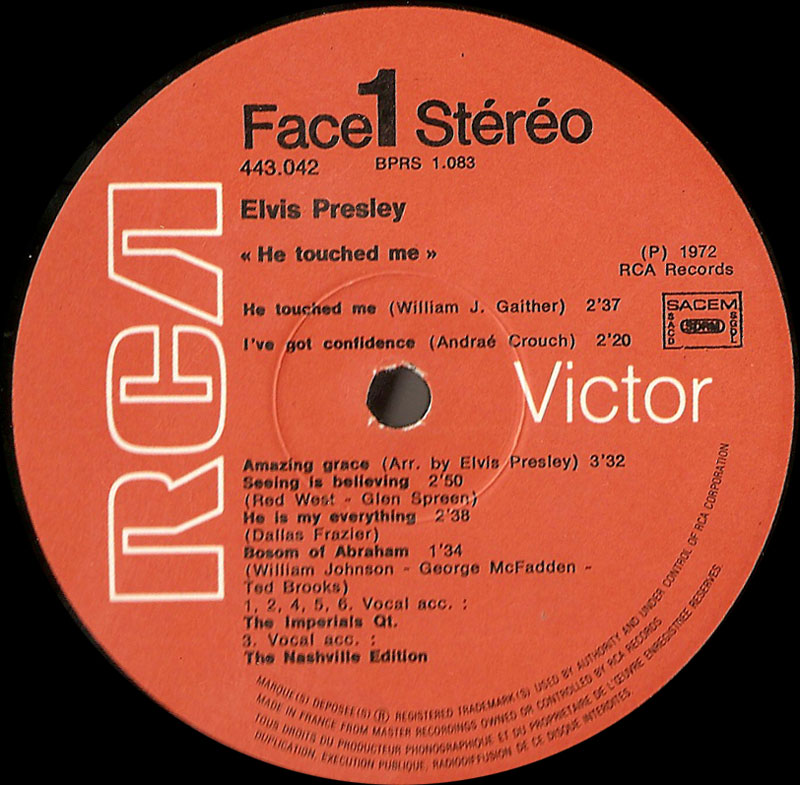 Face 1 Stéréo
443.042 BPRS 1.083
Elvis Presley
« He touched me »
(P) 1972
RCA Records
He touched me (William J. Gaither) 2'37
I've got confidence (Andraé Crouch) 2'20
SACEM
SACD SDRM SGDL
RCA Victor
Amazing grace (Arr. by Elvis Presley) 3'32
Seeing is believing 2'50
(Red West - Glen Spreen)
He is my everything 2'38
(Dallas Frazier)
Bosom of Abraham 1'34
(William Johnson - George McFadden -
Ted Brooks)
1, 2, 4, 5, 6. Vocal acc. :
The Imperials Qt.
3. Vocal acc. :
The Nashville Edition
MARQUE(S) DEPOSEE(S) ® REGISTERED TRADEMARK(S) USED BY AUTHORITY AND UNDER CONTROL OF RCA CORPORATION
MADE IN FRANCE FROM MASTER RECORDINGS OWNED OR CONTROLLED BY RCA RECORDS
TOUS DROITS DU PRODUCTEUR PHONOGRAPHIQUE ET DU PROPRIETAIRE DE L'ŒUVRE ENREGISTREE RESERVES
DUPLICATION, EXECUTION PUBLIQUE, RADIODIFFUSION DE CE DISQUE INTERDITES